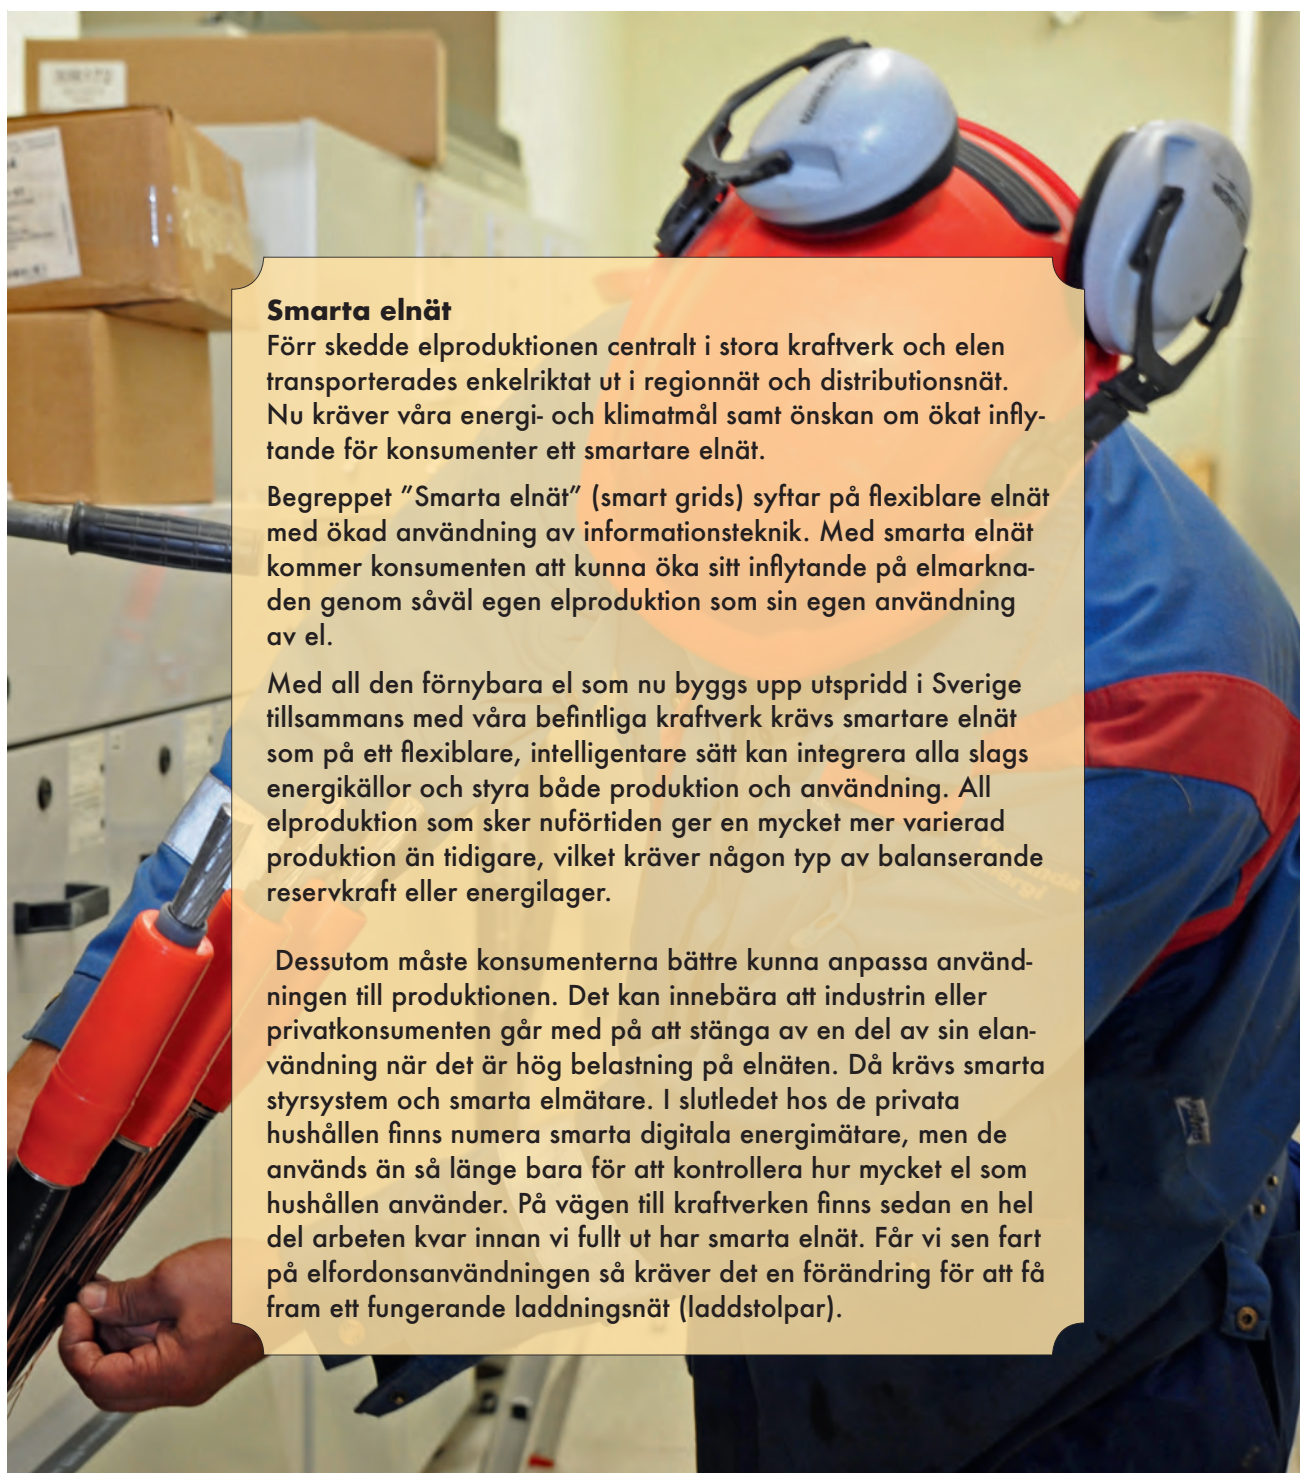 Smarta elnät
Förr skedde elproduktionen centralt i stora kraftverk och elen
transporterades enkelriktat ut i regionnät och distributionsnät.
Nu kräver våra energi- och klimatmål samt önskan om ökat infly-
tande för konsumenter ett smartare elnät.
Begreppet ”Smarta elnät” (smart grids) syftar på flexiblare elnät
med ökad användning av informationsteknik. Med smarta elnät
kommer konsumenten att kunna öka sitt inflytande på elmarkna-
den genom såväl egen elproduktion som sin egen användning
av el.
Med all den förnybara el som nu byggs upp utspridd i Sverige
tillsammans med våra befintliga kraftverk krävs smartare elnät
som på ett flexiblare, intelligentare sätt kan integrera alla slags
energikällor och styra både produktion och användning. All
elproduktion som sker nuförtiden ger en mycket mer varierad
produktion än tidigare, vilket kräver någon typ av balanserande
reservkraft eller energilager.
Dessutom måste konsumenterna bättre kunna anpassa använd-
ningen till produktionen. Det kan innebära att industrin eller
privatkonsumenten går med på att stänga av en del av sin elan-
vändning när det är hög belastning på elnäten. Då krävs smarta
styrsystem och smarta elmätare. I slutledet hos de privata
hushållen finns numera smarta digitala energimätare, men de
används än så länge bara för att kontrollera hur mycket el som
hushållen använder. På vägen till kraftverken finns sedan en hel
del arbeten kvar innan vi fullt ut har smarta elnät. Får vi sen fart
på elfordonsanvändningen så kräver det en förändring för att få
fram ett fungerande laddningsnät (laddstolpar).